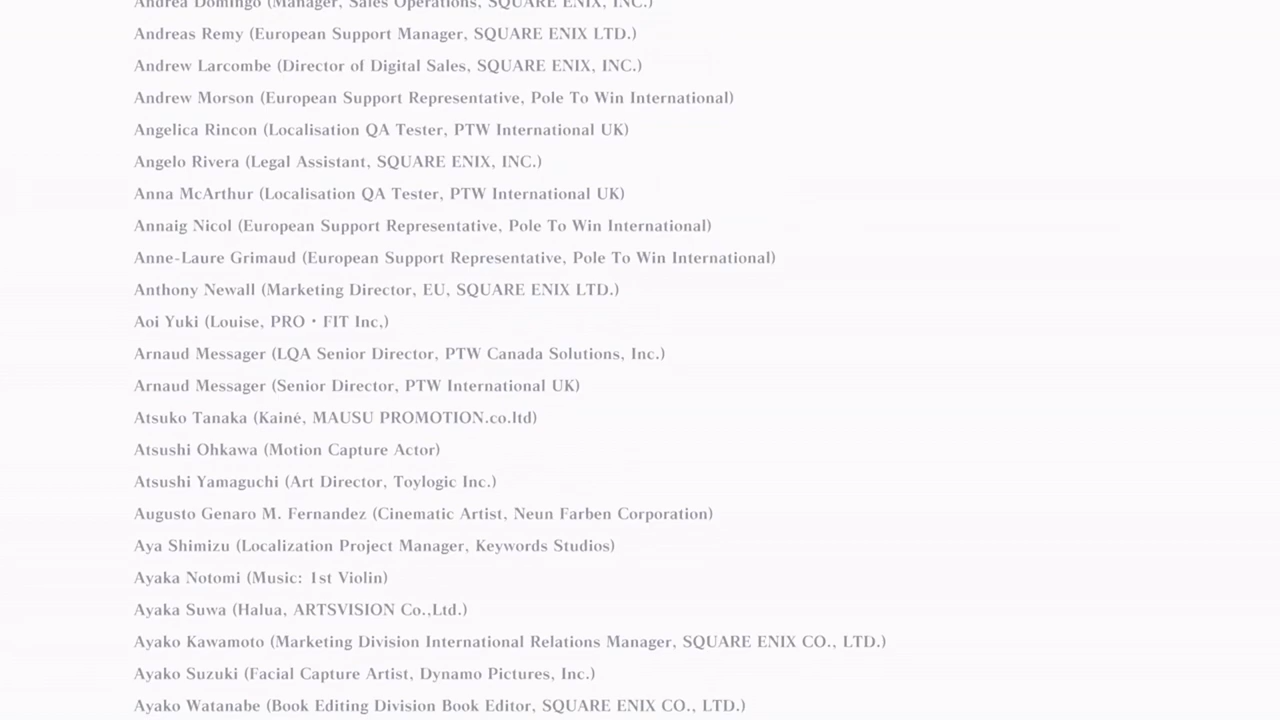 Andrea Domingo (Manager, Sales Operations, SQUARE ENIX, INC.)
Andreas Remy (European Support Manager, SQUARE ENIX LTD.)
Andrew Larcombe (Director of Digital Sales, SQUARE ENIX, INC.)
Andrew Morson (European Support Representative, Pole To Win International)
Angelica Rincon (Localisation QA Tester, PTW International UK)
Angelo Rivera (Legal Assistant, SQUARE ENIX, INC.)
Anna McArthur (Localisation QA Tester, PTW International UK)
Annaig Nicol (European Support Representative, Pole To Win International)
Anne-Laure Grimaud (European Support Representative, Pole To Win International)
Anthony Newall (Marketing Director, EU, SQUARE ENIX LTD.)
Aoi Yuki (Louise, PRO・FIT Inc,)
Arnaud Messager (LQA Senior Director, PTW Canada Solutions, Inc.)
Arnaud Messager (Senior Director, PTW International UK)
Atsuko Tanaka (Kainé, MAUSU PROMOTION.co.ltd)
Atsushi Ohkawa (Motion Capture Actor)
Atsushi Yamaguchi (Art Director, Toylogic Inc.)
Augusto Genaro M. Fernandez (Cinematic Artist, Neun Farben Corporation)
Aya Shimizu (Localization Project Manager, Keywords Studios)
Ayaka Notomi (Music: 1st Violin)
Ayaka Suwa (Halua, ARTSVISION Co.,Ltd.)
Ayako Kawamoto (Marketing Division International Relations Manager, SQUARE ENIX CO., LTD.)
Ayako Suzuki (Facial Capture Artist, Dynamo Pictures, Inc.)
Ayako Watanabe (Book Editing Division Book Editor, SQUARE ENIX CO., LTD.)